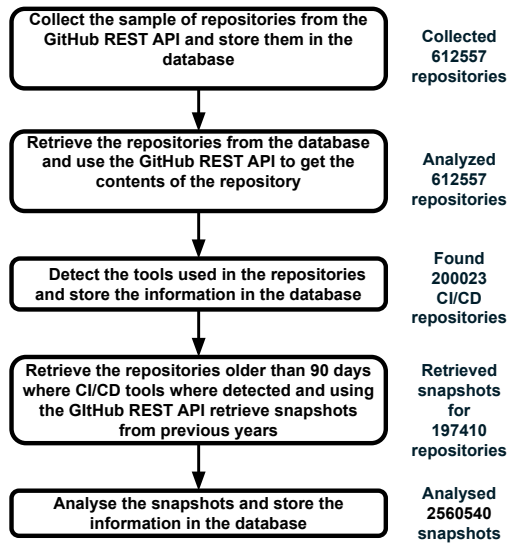 Collect the sample of repositories from the
GitHub REST API and store them in the
database
Collected
612557
repositories
Retrieve the repositories from the database
and use the GitHub REST API to get the
contents of the repository
Analyzed
612557
repositories
Detect the tools used in the repositories
and store the information in the database
Found
200023
CI/CD
repositories
Retrieve the repositories older than 90 days
where CI/CD tools where detected and using
the GItHub REST API retrieve snapshots
from previous years
Retrieved
snapshots
for
197410
repositories
Analyse the snapshots and store the
information in the database
Analysed
2560540
snapshots